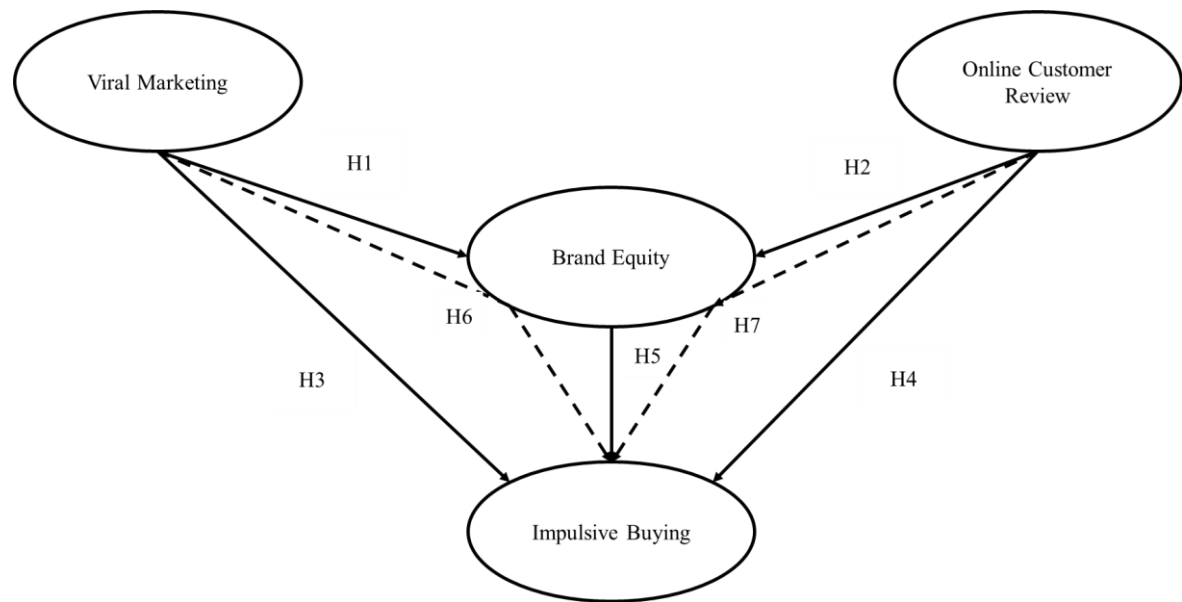 Viral Marketing
Online Customer
Review
H1
H2
Brand Equity
H6
H7
H5
H3
H4
Impulsive Buying